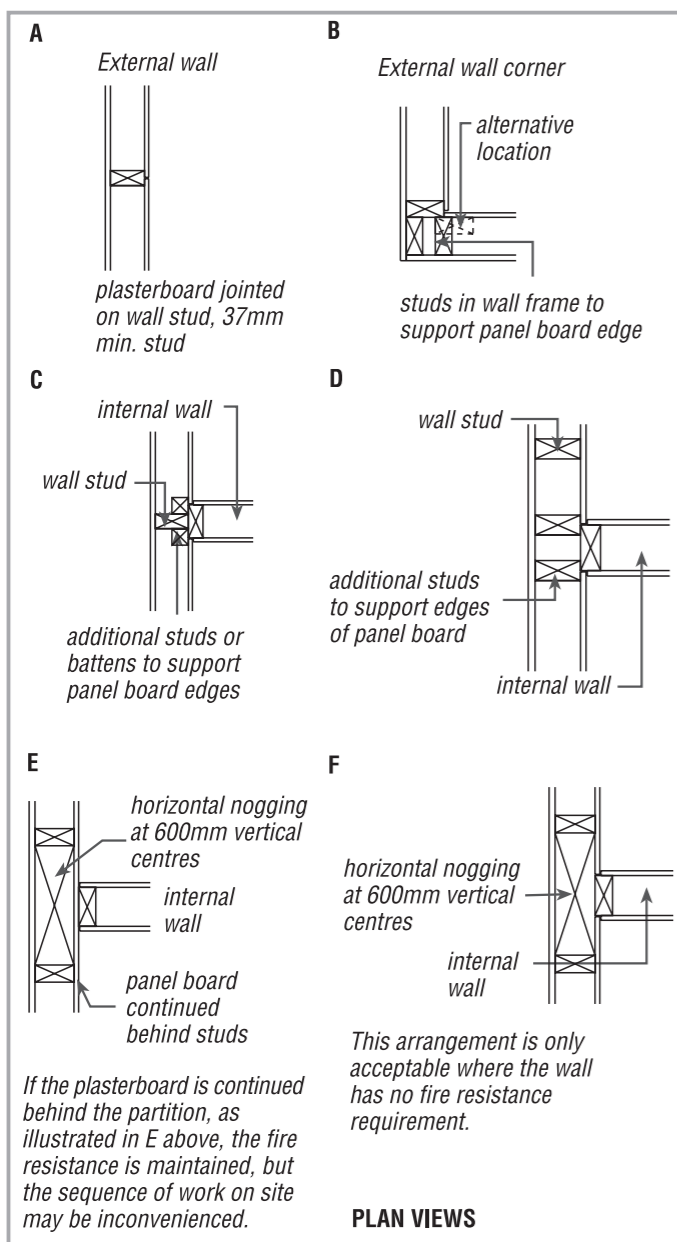 A
External wall
plasterboard jointed
on wall stud, 37mm
min. stud
B
External wall corner
alternative
location
studs in wall frame to
support panel board edge
C
internal wall
wall stud
additional studs or
battens to support
panel board edges
D
wall stud
additional studs
to support edges
of panel board
internal wall
E
horizontal nogging
at 600mm vertical
centres
internal
wall
panel board
continued
behind studs
If the plasterboard is continued
behind the partition, as
illustrated in E above, the fire
resistance is maintained, but
the sequence of work on site
may be inconvenienced.
F
horizontal nogging
at 600mm vertical
centres
internal
wall
This arrangement is only
acceptable where the wall
has no fire resistance
requirement.
PLAN VIEWS